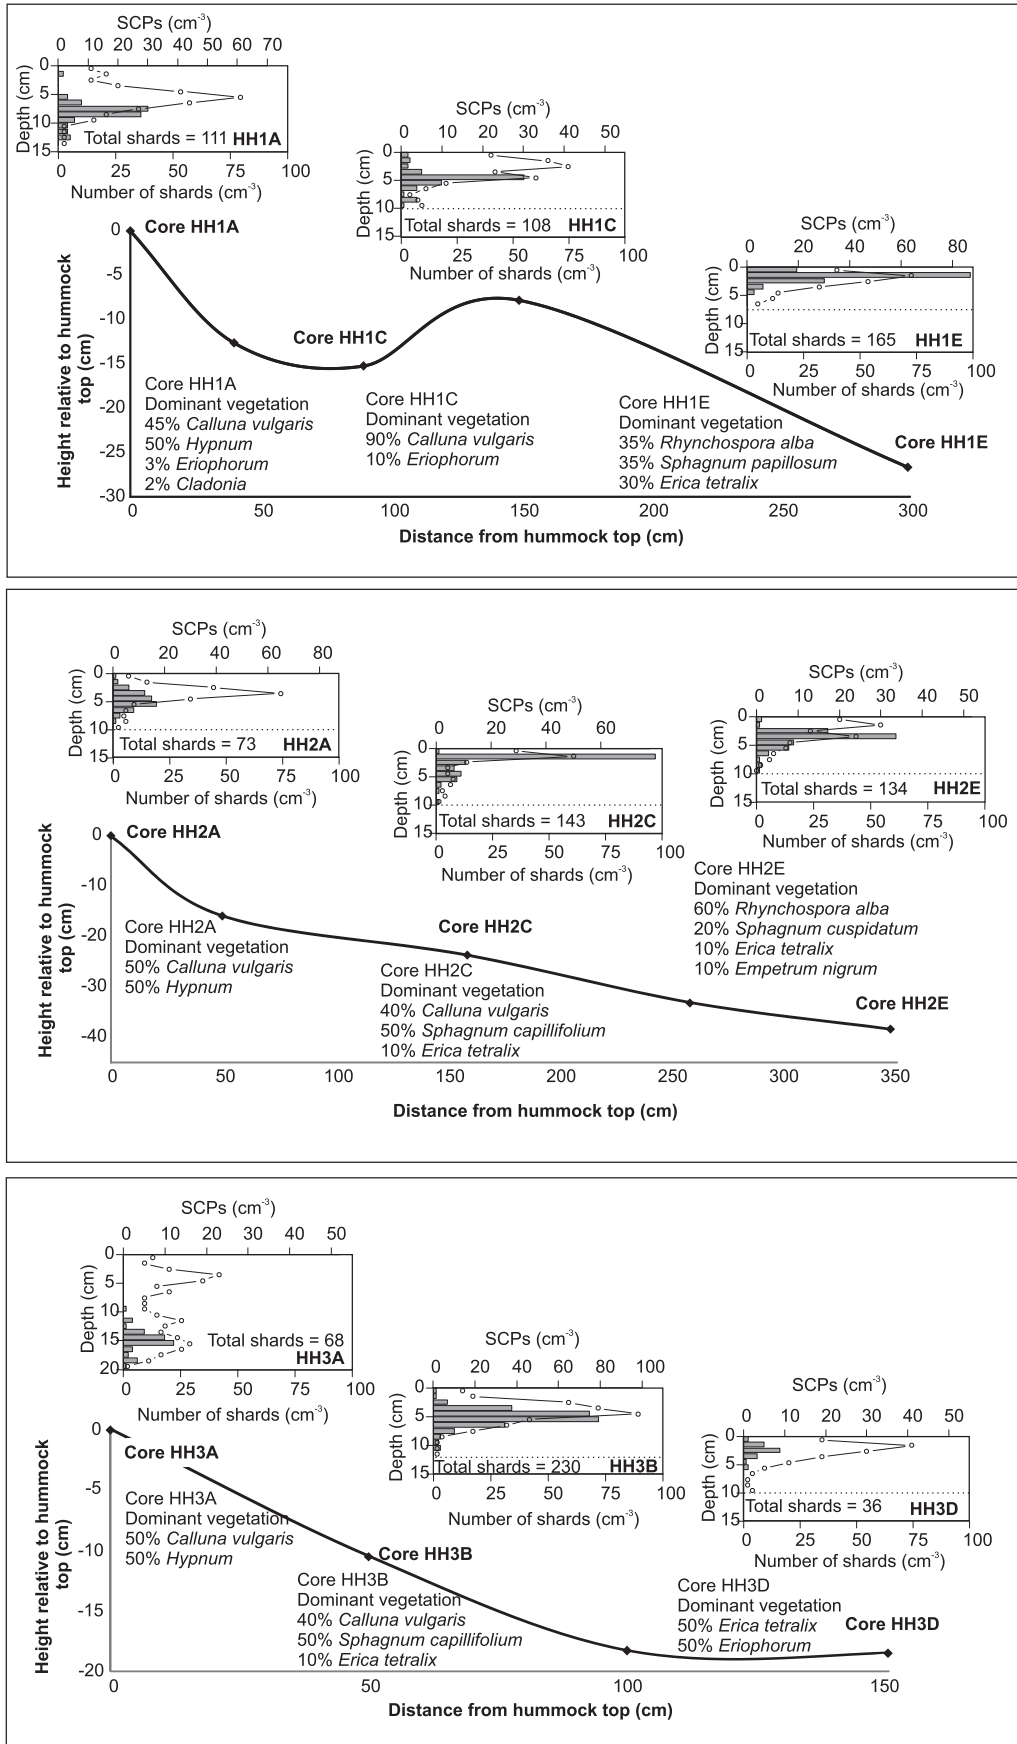 SCPs (cm-3)
0 10 20 30 40 50 60 70
Depth (cm)
0
5
10
15
Total shards = 111 HH1A
0 25 50 75 100
Number of shards (cm-3)
SCPs (cm-3)
0 10 20 30 40 50
Depth (cm)
0
5
10
15
Total shards = 108 HH1C
0 25 50 75 100
Number of shards (cm-3)
SCPs (cm-3)
0 20 40 60 80
Depth (cm)
0
5
10
15
Total shards = 165 HH1E
0 25 50 75 100
Number of shards (cm-3)
Height relative to hummock
top (cm)
0
-5
-10
-15
-20
-25
-30
Core HH1A
Core HH1C
Core HH1E
Core HH1A
Dominant vegetation
45% Calluna vulgaris
50% Hypnum
3% Eriophorum
2% Cladonia
Core HH1C
Dominant vegetation
90% Calluna vulgaris
10% Eriophorum
Core HH1E
Dominant vegetation
35% Rhynchospora alba
35% Sphagnum papillosum
30% Erica tetralix
0 50 100 150 200 250 300
Distance from hummock top (cm)
SCPs (cm-3)
0 20 40 60 80
Depth (cm)
0
5
10
15
Total shards = 73 HH2A
0 25 50 75 100
Number of shards (cm-3)
SCPs (cm-3)
0 20 40 60
Depth (cm)
0
5
10
15
Total shards = 143 HH2C
0 25 50 75 100
Number of shards (cm-3)
SCPs (cm-3)
0 10 20 30 40 50
Depth (cm)
0
5
10
15
Total shards = 134 HH2E
0 25 50 75 100
Number of shards (cm-3)
Height relative to hummock
top (cm)
0
-10
-20
-30
-40
Core HH2A
Core HH2C
Core HH2E
Core HH2A
Dominant vegetation
50% Calluna vulgaris
50% Hypnum
Core HH2C
Dominant vegetation
40% Calluna vulgaris
50% Sphagnum capillifolium
10% Erica tetralix
Core HH2E
Dominant vegetation
60% Rhynchospora alba
20% Sphagnum cuspidatum
10% Erica tetralix
10% Empetrum nigrum
0 50 100 150 200 250 300 350
Distance from hummock top (cm)
SCPs (cm-3)
0 10 20 30 40 50
Depth (cm)
0
5
10
15
20
Total shards = 68
HH3A
0 25 50 75 100
Number of shards (cm-3)
SCPs (cm-3)
0 20 40 60 80 100
Depth (cm)
0
5
10
15
Total shards = 230 HH3B
0 25 50 75 100
Number of shards (cm-3)
SCPs (cm-3)
0 10 20 30 40 50
Depth (cm)
0
5
10
15
Total shards = 36 HH3D
0 25 50 75 100
Number of shards (cm-3)
Height relative to hummock
top (cm)
0
-5
-10
-15
-20
Core HH3A
Core HH3B
Core HH3D
Core HH3A
Dominant vegetation
50% Calluna vulgaris
50% Hypnum
Core HH3B
Dominant vegetation
40% Calluna vulgaris
50% Sphagnum capillifolium
10% Erica tetralix
Core HH3D
Dominant vegetation
50% Erica tetralix
50% Eriophorum
0 50 100 150
Distance from hummock top (cm)